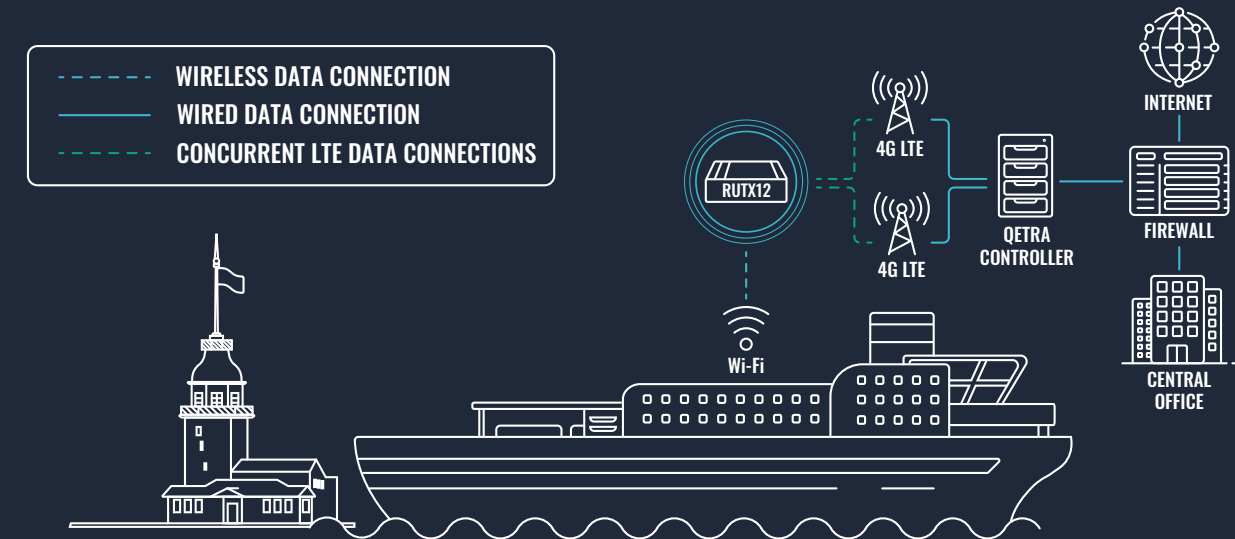 WIRELESS DATA CONNECTION
WIRED DATA CONNECTION
CONCURRENT LTE DATA CONNECTIONS
INTERNET
4G LTE
RUTX12
4G LTE
QETRA
CONTROLLER
FIREWALL
Wi-Fi
CENTRAL
OFFICE